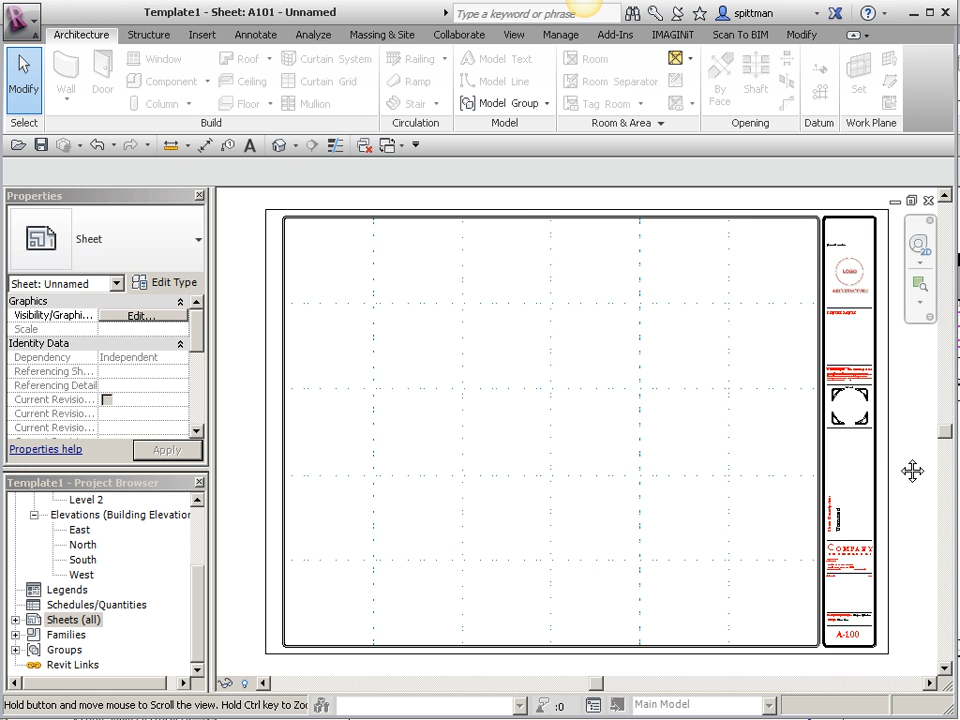 Template1 - Sheet: A101 - Unnamed
Type a keyword or phrase
spittman
Architecture Structure Insert Annotate Analyze Massing & Site Collaborate View Manage Add-Ins IMAGINiT Scan To BIM Modify
Modify Wall Door Window Component Column Roof Ceiling Floor Curtain System Curtain Grid Mullion
Railing Ramp Stair Model Text Model Line Model Group Room Room Separator Tag Room By Face Shaft Set
Select Build Circulation Model Room & Area Opening Datum Work Plane
Properties
Sheet
Sheet: Unnamed Edit Type
Graphics
Visibility/Graphi... Edit...
Scale
Identity Data
Dependency Independent
Referencing Sh...
Referencing Detail
Current Revisio...
Current Revisio...
Current Revisio...
Properties help Apply
Template1 - Project Browser
Level 2
Elevations (Building Elevation
East
North
South
West
Legends
Schedules/Quantities
Sheets (all)
Families
Groups
Revit Links
2D
LOGO
ARCHITECTURE
Unnamed
COMPANY
A-100
Hold button and move mouse to Scroll the view. Hold Ctrl key to Zoo
:0
Main Model